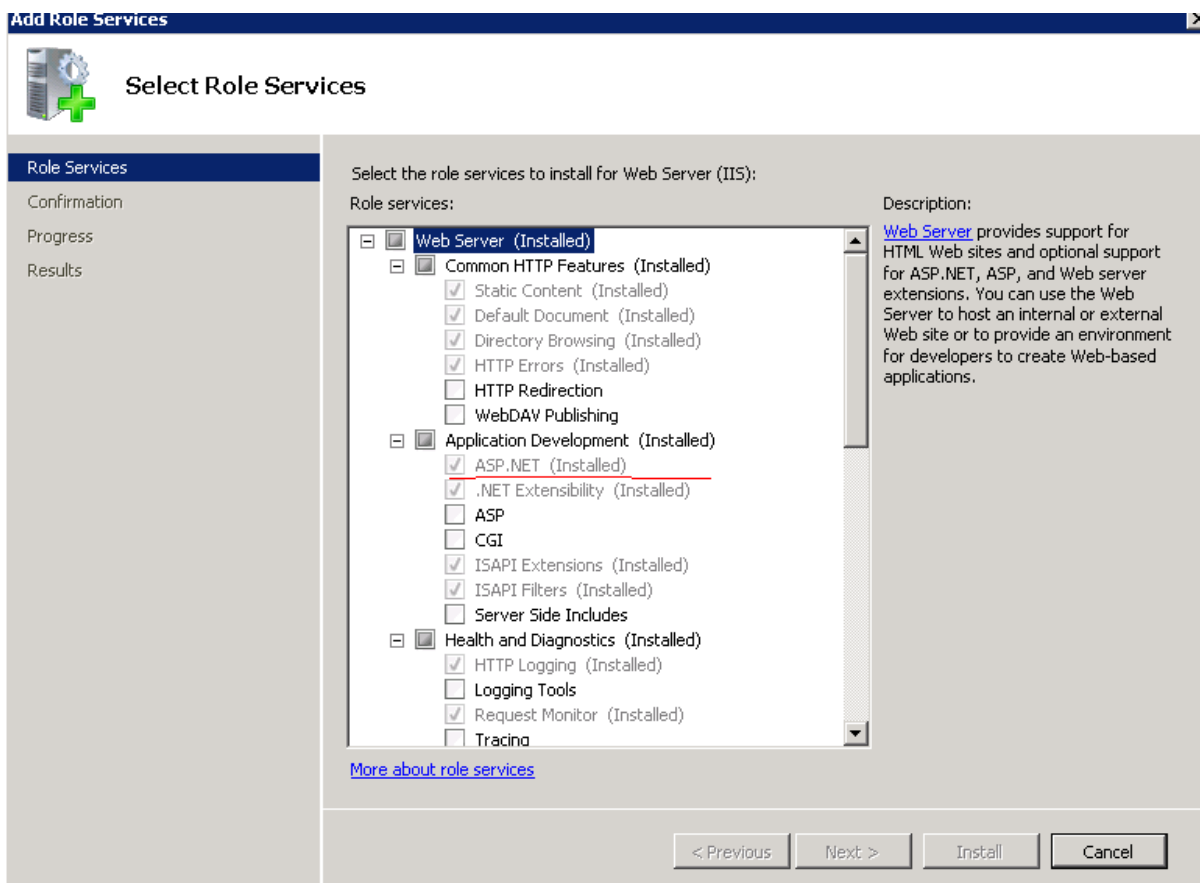 Add Role Services
Select Role Services
Role Services
Confirmation
Progress
Results
Select the role services to install for Web Server (IIS):
Role services:
Web Server (Installed)
Common HTTP Features (Installed)
Static Content (Installed)
Default Document (Installed)
Directory Browsing (Installed)
HTTP Errors (Installed)
HTTP Redirection
WebDAV Publishing
Application Development (Installed)
ASP.NET (Installed)
.NET Extensibility (Installed)
ASP
CGI
ISAPI Extensions (Installed)
ISAPI Filters (Installed)
Server Side Includes
Health and Diagnostics (Installed)
HTTP Logging (Installed)
Logging Tools
Request Monitor (Installed)
Tracing
More about role services
Description:
Web Server provides support for
HTML Web sites and optional support
for ASP.NET, ASP, and Web server
extensions. You can use the Web
Server to host an internal or external
Web site or to provide an environment
for developers to create Web-based
applications.
< Previous
Next >
Install
Cancel